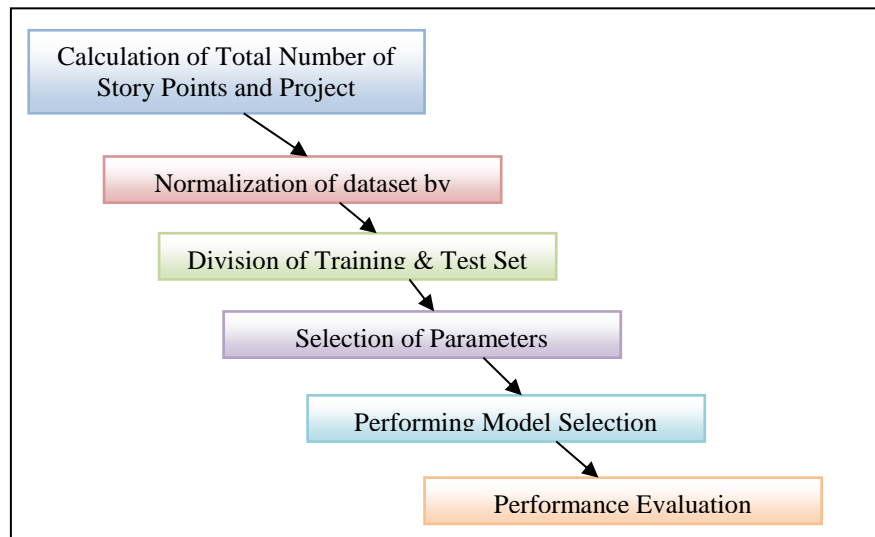 Calculation of Total Number of
Story Points and Project
Normalization of dataset by
Division of Training & Test Set
Selection of Parameters
Performing Model Selection
Performance Evaluation